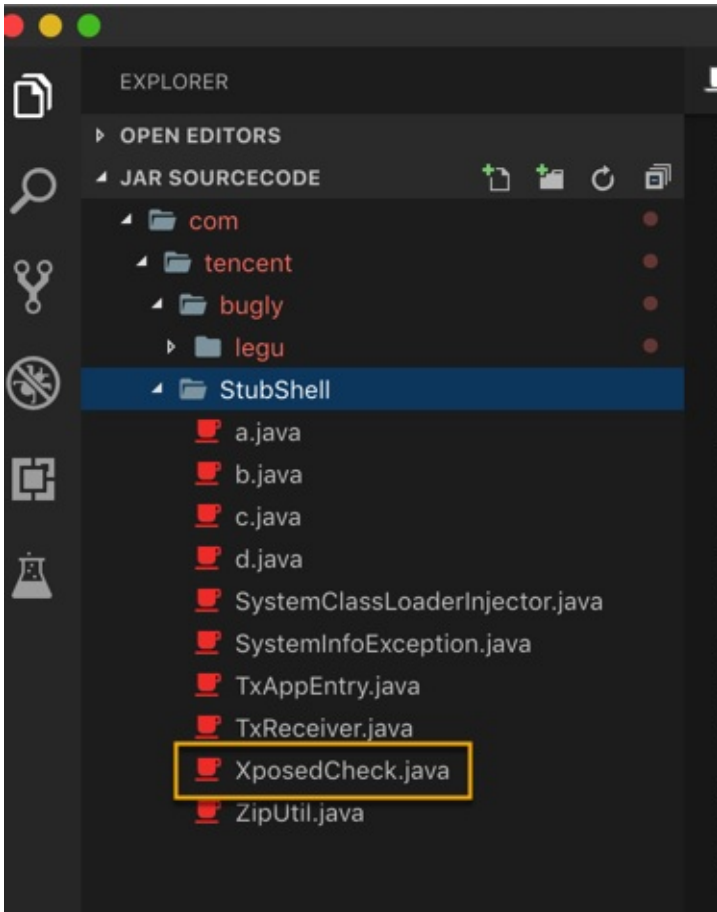 EXPLORER
OPEN EDITORS
JAR SOURCECODE
com
tencent
bugly
legu
StubShell
a.java
b.java
c.java
d.java
SystemClassLoaderInjector.java
SystemInfoException.java
TxAppEntry.java
TxReceiver.java
XposedCheck.java
ZipUtil.java